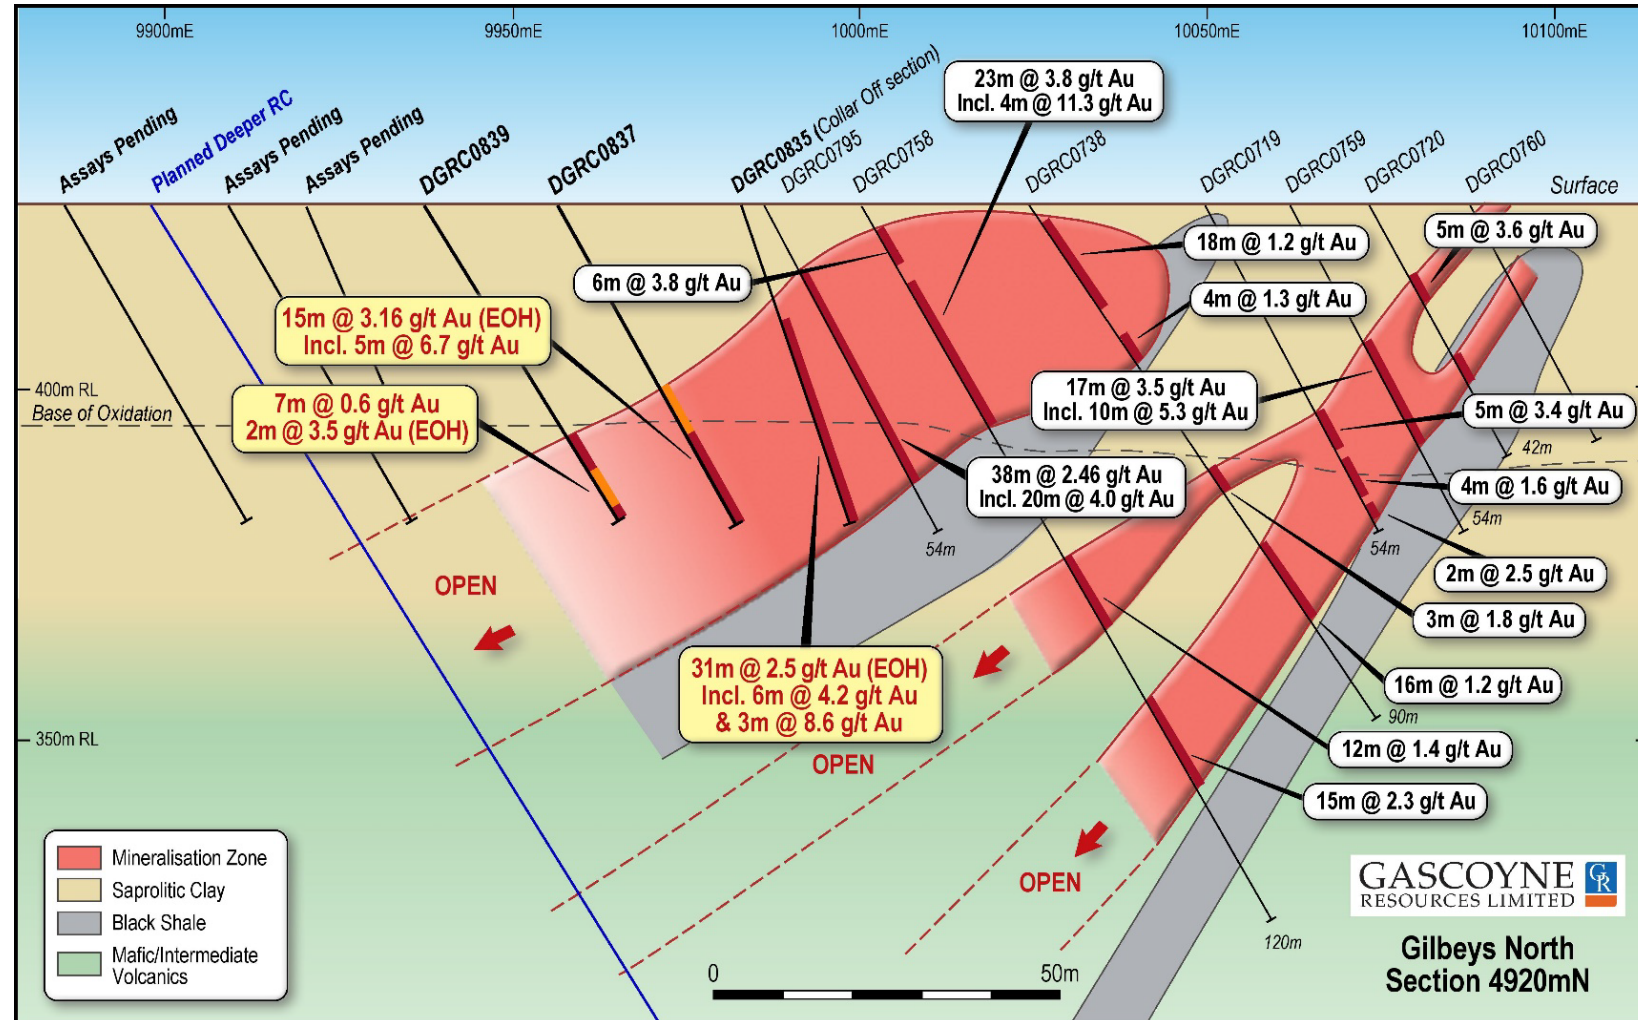 9900mE
9950mE
1000mE
10050mE
10100mE
Assays Pending
Planned Deeper RC
Assays Pending
Assays Pending
DGRC0839
DGRC0837
DGRC0835 (Collar Off section)
DGRC0795
DGRC0758
DGRC0738
DGRC0719
DGRC0759
DGRC0720
DGRC0760
Surface
23m @ 3.8 g/t Au
Incl. 4m @ 11.3 g/t Au
18m @ 1.2 g/t Au
5m @ 3.6 g/t Au
6m @ 3.8 g/t Au
4m @ 1.3 g/t Au
15m @ 3.16 g/t Au (EOH)
Incl. 5m @ 6.7 g/t Au
400m RL
Base of Oxidation
7m @ 0.6 g/t Au
2m @ 3.5 g/t Au (EOH)
17m @ 3.5 g/t Au
Incl. 10m @ 5.3 g/t Au
5m @ 3.4 g/t Au
42m
38m @ 2.46 g/t Au
Incl. 20m @ 4.0 g/t Au
4m @ 1.6 g/t Au
54m
54m
54m
2m @ 2.5 g/t Au
OPEN
3m @ 1.8 g/t Au
31m @ 2.5 g/t Au (EOH)
Incl. 6m @ 4.2 g/t Au
& 3m @ 8.6 g/t Au
16m @ 1.2 g/t Au
90m
350m RL
12m @ 1.4 g/t Au
OPEN
15m @ 2.3 g/t Au
OPEN
120m
Mineralisation Zone
Saprolitic Clay
Black Shale
Mafic/Intermediate
Volcanics
0
50m
GASCOYNE
RESOURCES LIMITED
GR
Gilbeys North
Section 4920mN